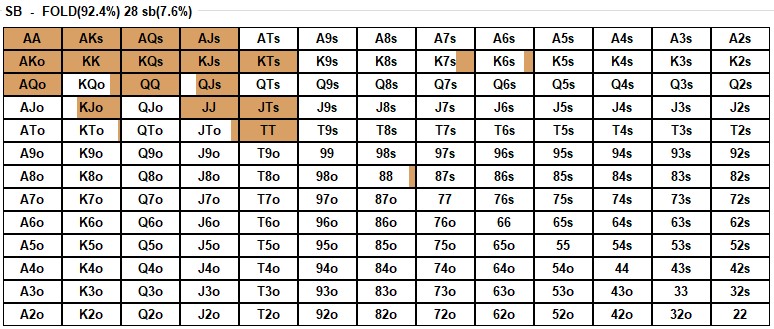 SB - FOLD(92.4%) 28 sb(7.6%)
AA AKs AQs AJs ATs A9s A8s A7s A6s A5s A4s A3s A2s
AKo KK KQs KJs KTs K9s K8s K7s K6s K5s K4s K3s K2s
AQo KQo QQ QJs QTs Q9s Q8s Q7s Q6s Q5s Q4s Q3s Q2s
AJo KJo QJo JJ JTs J9s J8s J7s J6s J5s J4s J3s J2s
ATo KTo QTo JTo TT T9s T8s T7s T6s T5s T4s T3s T2s
A9o K9o Q9o J9o T9o 99 98s 97s 96s 95s 94s 93s 92s
A8o K8o Q8o J8o T8o 98o 88 87s 86s 85s 84s 83s 82s
A7o K7o Q7o J7o T7o 97o 87o 77 76s 75s 74s 73s 72s
A6o K6o Q6o J6o T6o 96o 86o 76o 66 65s 64s 63s 62s
A5o K5o Q5o J5o T5o 95o 85o 75o 65o 55 54s 53s 52s
A4o K4o Q4o J4o T4o 94o 84o 74o 64o 54o 44 43s 42s
A3o K3o Q3o J3o T3o 93o 83o 73o 63o 53o 43o 33 32s
A2o K2o Q2o J2o T2o 92o 82o 72o 62o 52o 42o 32o 22